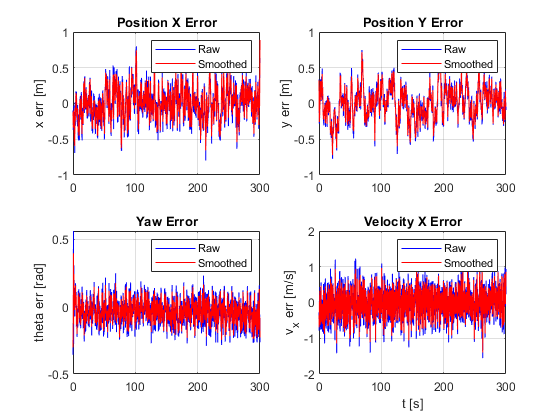 Position X Error
x err [m]
1
0.5
0
-0.5
-1
0
100
200
300
Raw
Smoothed
Position Y Error
y err [m]
1
0.5
0
-0.5
-1
0
100
200
300
Raw
Smoothed
Yaw Error
theta err [rad]
0.5
0
-0.5
0
100
200
300
Raw
Smoothed
Velocity X Error
v_x err [m/s]
2
1
0
-1
-2
0
100
200
300
t [s]
Raw
Smoothed